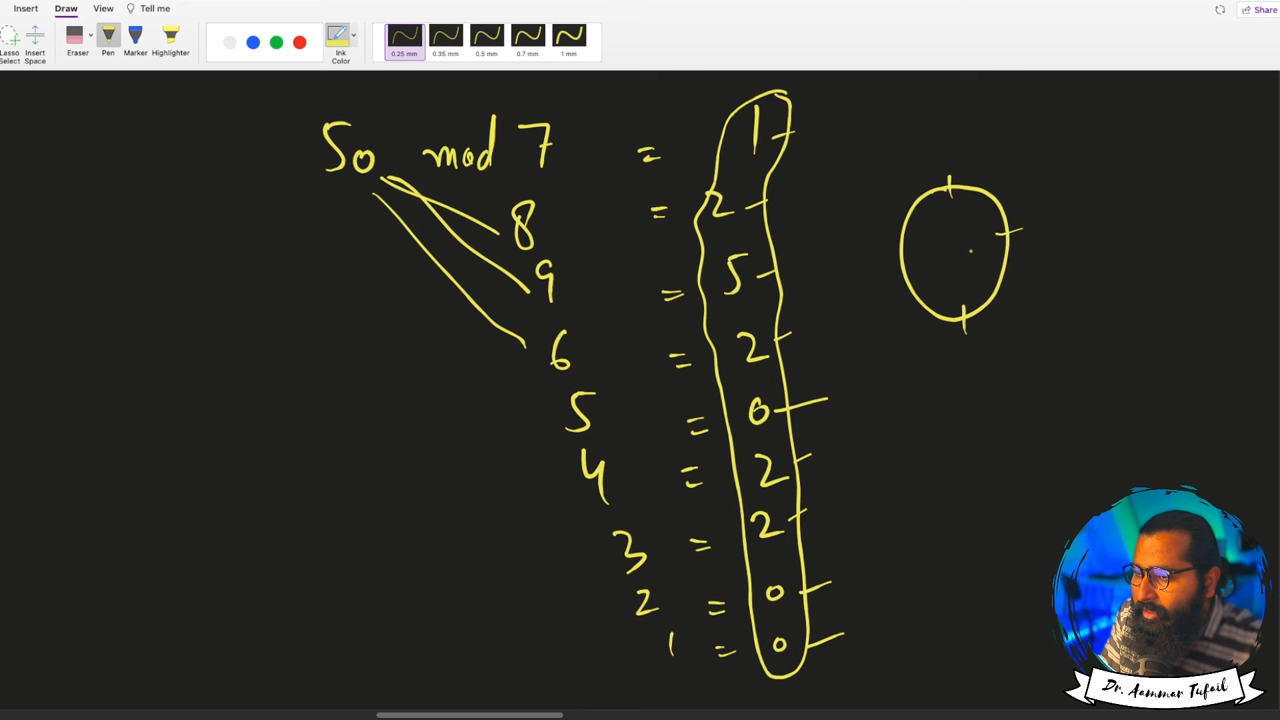 Insert Draw View Tell me
Share
Lasso Select
Insert Space
Eraser
Pen
Marker
Highlighter
Ink Color
0.25 mm
0.35 mm
0.5 mm
0.7 mm
1 mm
50 mod 7 = 1
8 = 2
9 = 5
6 = 2
5 = 0
4 = 2
3 = 2
2 = 0
1 = 0
Dr. Aammar Tufail